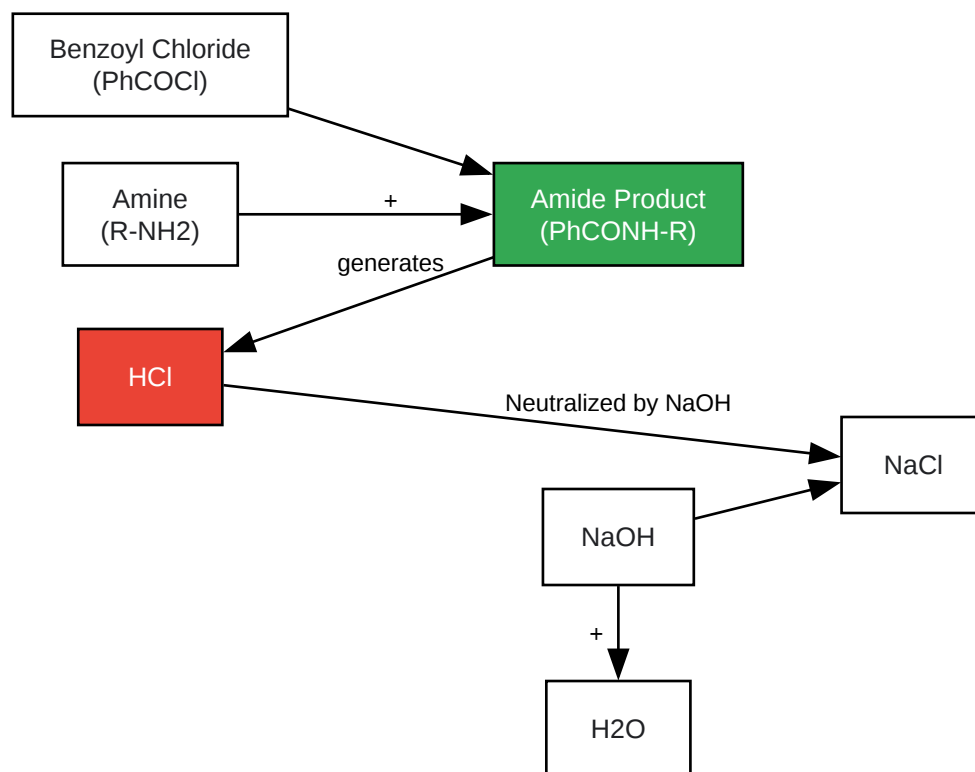 Benzoyl Chloride
(PhCOCl)
Amine
(R-NH2)
+
Amide Product
(PhCONH-R)
generates
HCl
Neutralized by NaOH
NaCl
NaOH
+
H2O